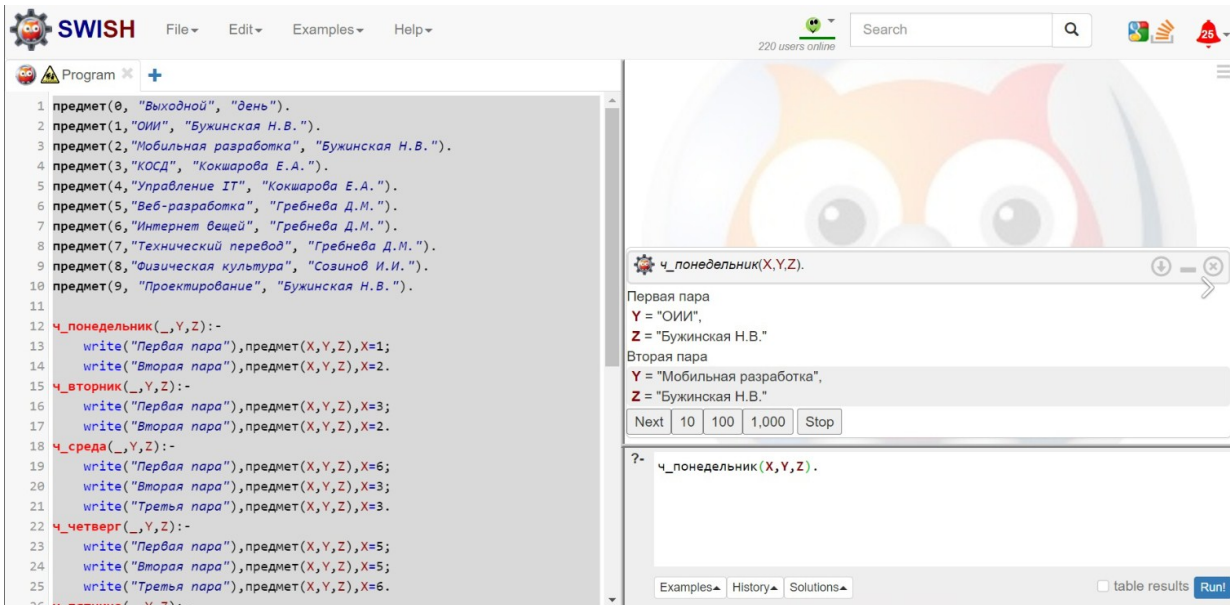 SWISH File Edit Examples Help 220 users online Search 25
Program
1 предмет(0, "Выходной", "день").
2 предмет(1,"ОИИ", "Бужинская Н.В.").
3 предмет(2,"Мобильная разработка", "Бужинская Н.В.").
4 предмет(3,"КОСД", "Кокшарова Е.А.").
5 предмет(4,"Управление IT", "Кокшарова Е.А.").
6 предмет(5,"Веб-разработка", "Гребнева Д.М.").
7 предмет(6,"Интернет вещей", "Гребнева Д.М.").
8 предмет(7,"Технический перевод", "Гребнева Д.М.").
9 предмет(8,"Физическая культура", "Созинов И.И.").
10 предмет(9, "Проектирование", "Бужинская Н.В.").
11
12 ч_понедельник(_,Y,Z):-
13 write("Первая пара"),предмет(X,Y,Z),X=1;
14 write("Вторая пара"),предмет(X,Y,Z),X=2.
15 ч_вторник(_,Y,Z):-
16 write("Первая пара"),предмет(X,Y,Z),X=3;
17 write("Вторая пара"),предмет(X,Y,Z),X=2.
18 ч_среда(_,Y,Z):-
19 write("Первая пара"),предмет(X,Y,Z),X=6;
20 write("Вторая пара"),предмет(X,Y,Z),X=3;
21 write("Третья пара"),предмет(X,Y,Z),X=3.
22 ч_четверг(_,Y,Z):-
23 write("Первая пара"),предмет(X,Y,Z),X=5;
24 write("Вторая пара"),предмет(X,Y,Z),X=5;
25 write("Третья пара"),предмет(X,Y,Z),X=6.
ч_понедельник(X,Y,Z).
Первая пара
Y = "ОИИ",
Z = "Бужинская Н.В."
Вторая пара
Y = "Мобильная разработка",
Z = "Бужинская Н.В."
Next 10 100 1,000 Stop
?- ч_понедельник(X,Y,Z).
Examples History Solutions table results Run!